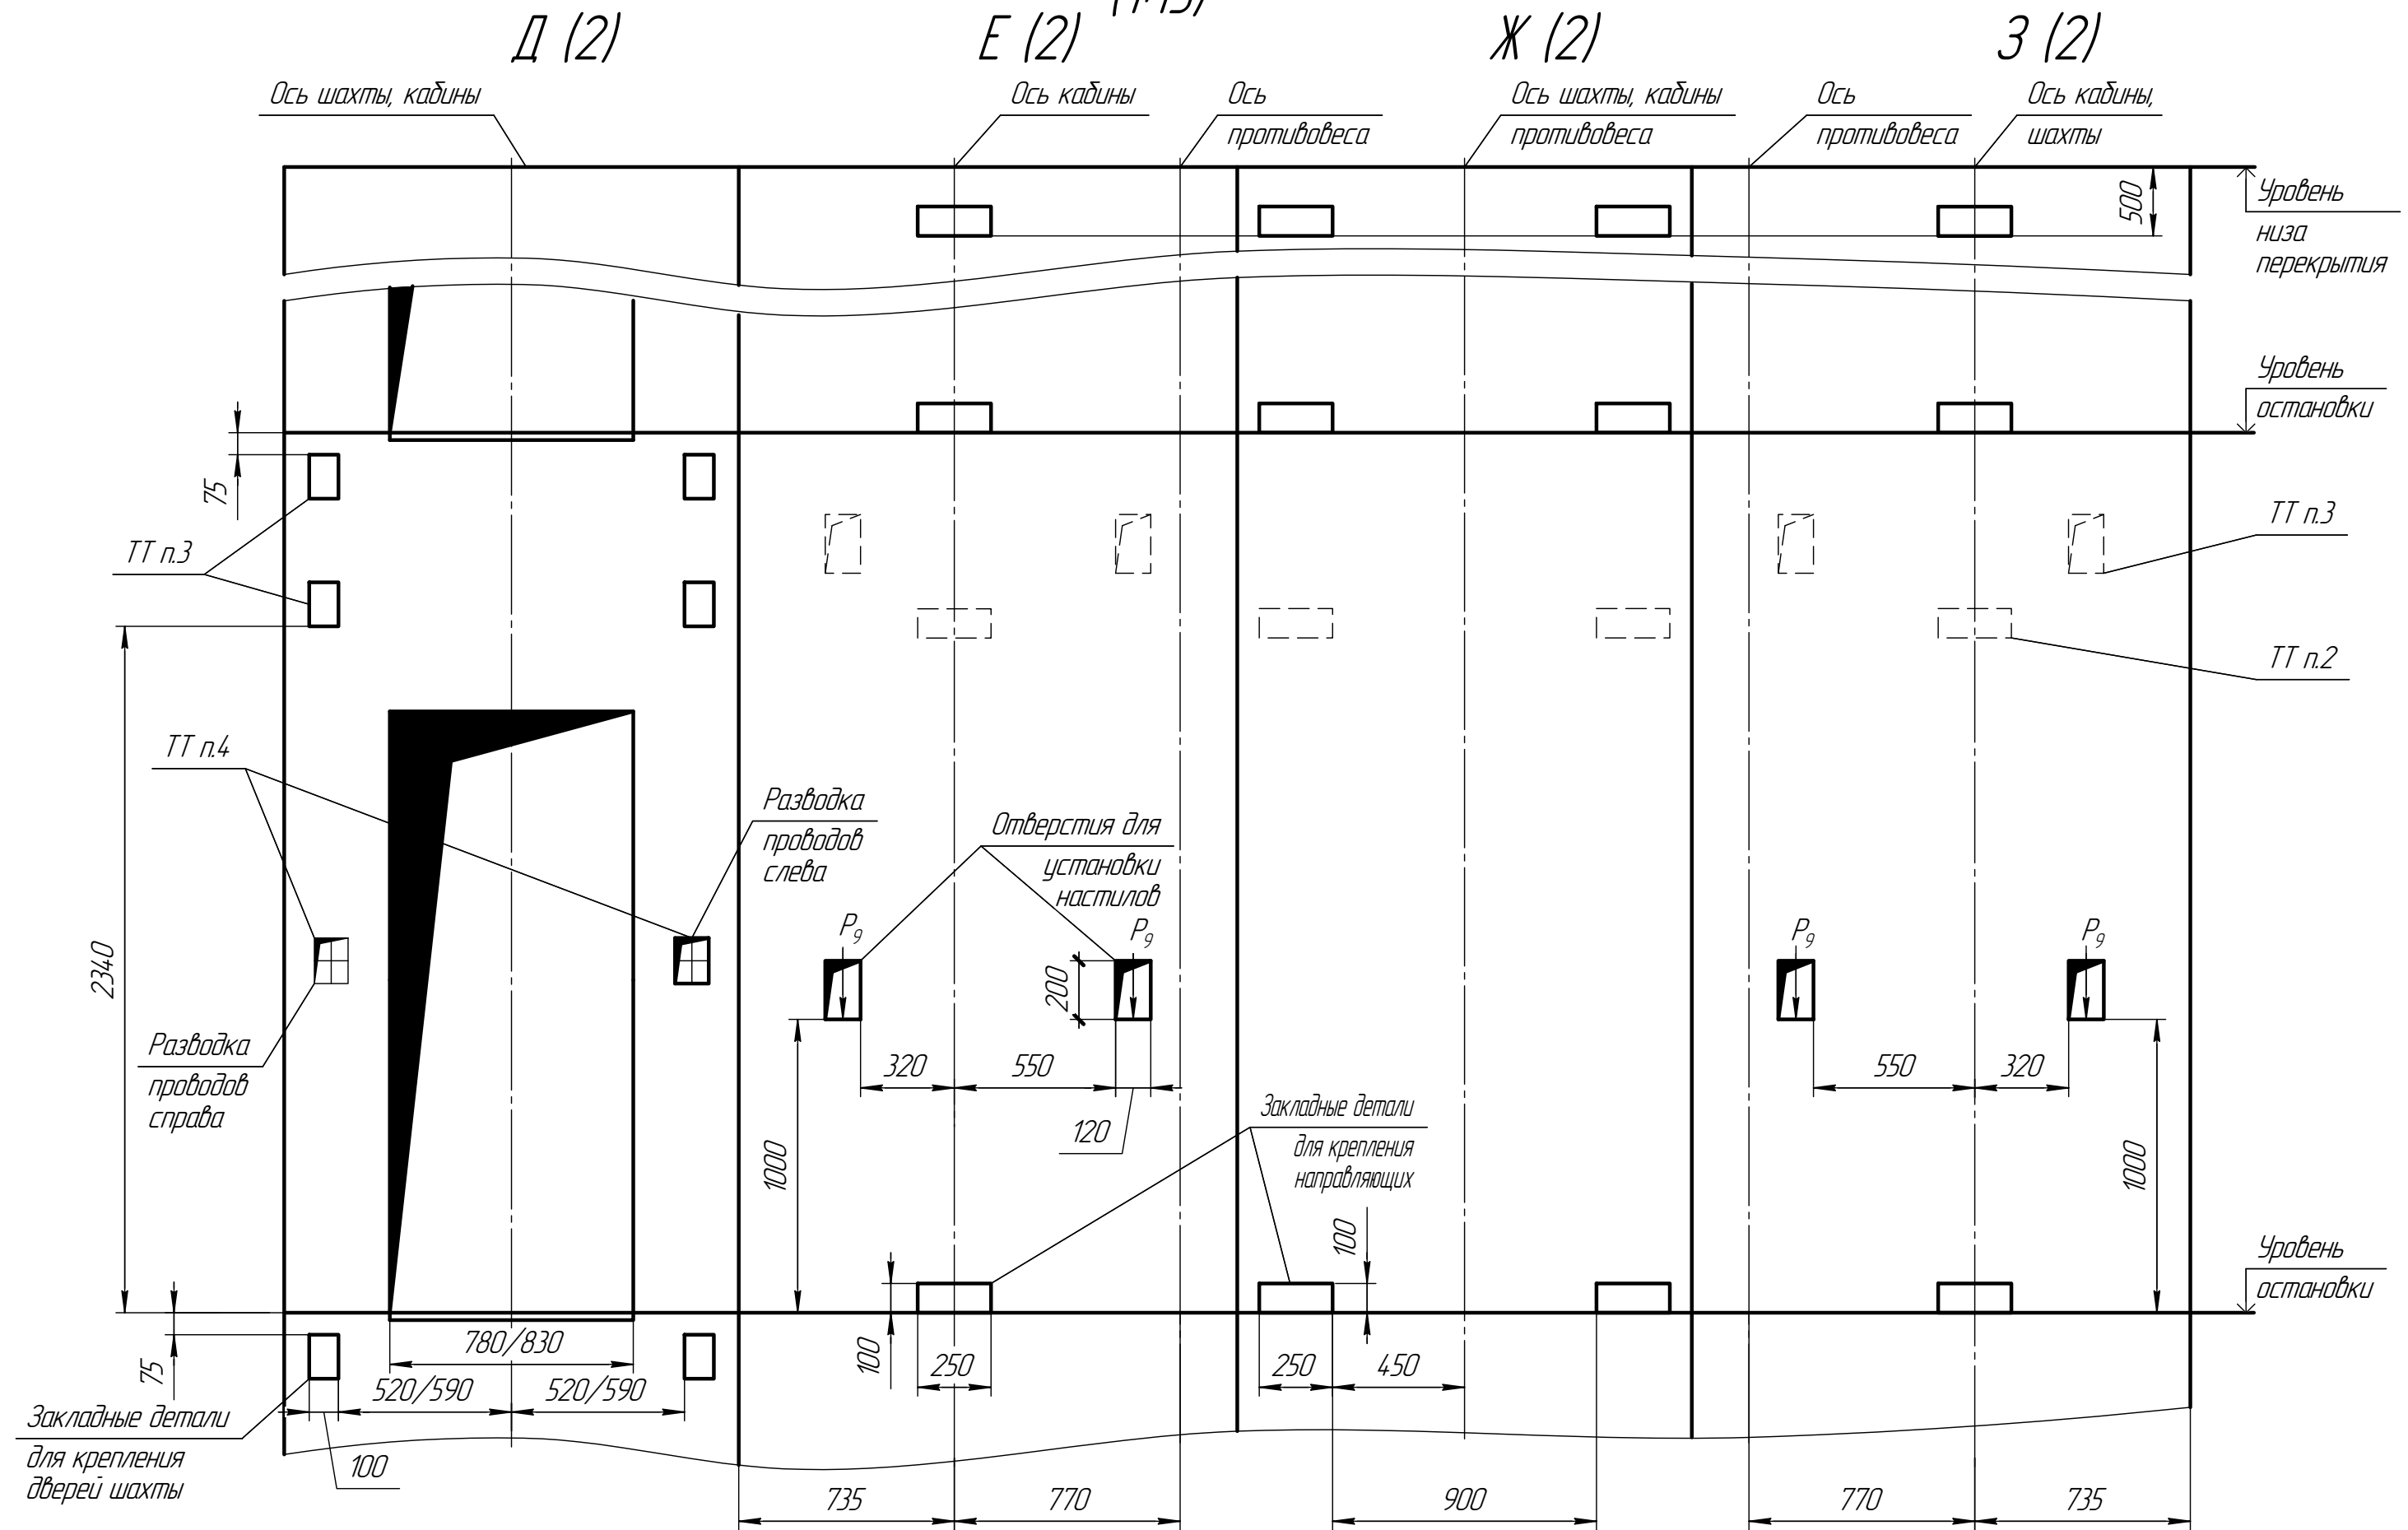 Д (2)
Е (2)
Ж (2)
З (2)
Ось шахты, кабины
Ось кабины
Ось
противовеса
Ось шахты, кабины
противовеса
Ось
противовеса
Ось кабины,
шахты
500
Уровень
низа
перекрытия
Уровень
остановки
75
ТТ п.3
ТТ п.3
ТТ п.2
ТТ п.4
Разводка
проводов
слева
Отверстия для
установки
настилов
Р9
Р9
Р9
Р9
2340
200
Разводка
проводов
справа
320
550
550
320
120
1000
1000
Закладные детали
для крепления
направляющих
100
Уровень
остановки
75
780/830
100
250
250
450
520/590
520/590
Закладные детали
для крепления
дверей шахты
100
735
770
900
770
735